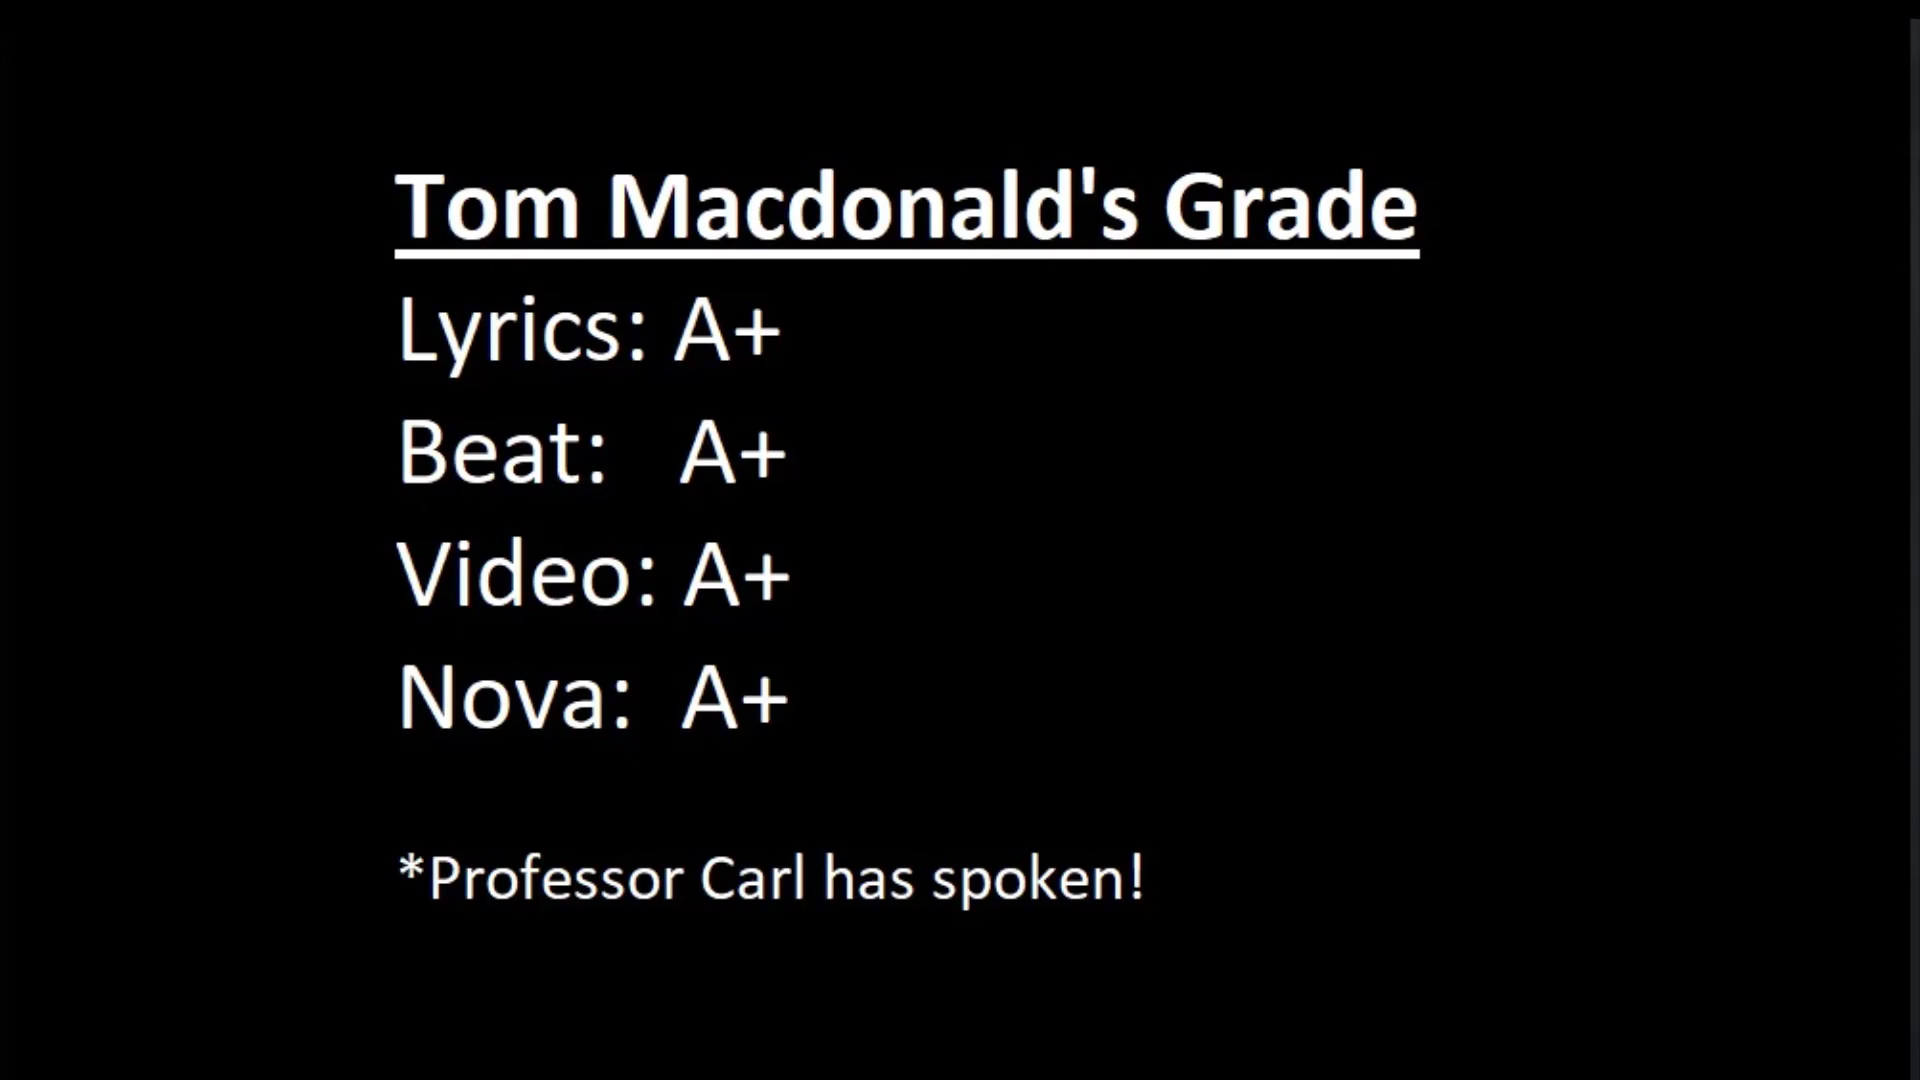 Tom Macdonald's Grade
Lyrics: A+
Beat: A+
Video: A+
Nova: A+
*Professor Carl has spoken!